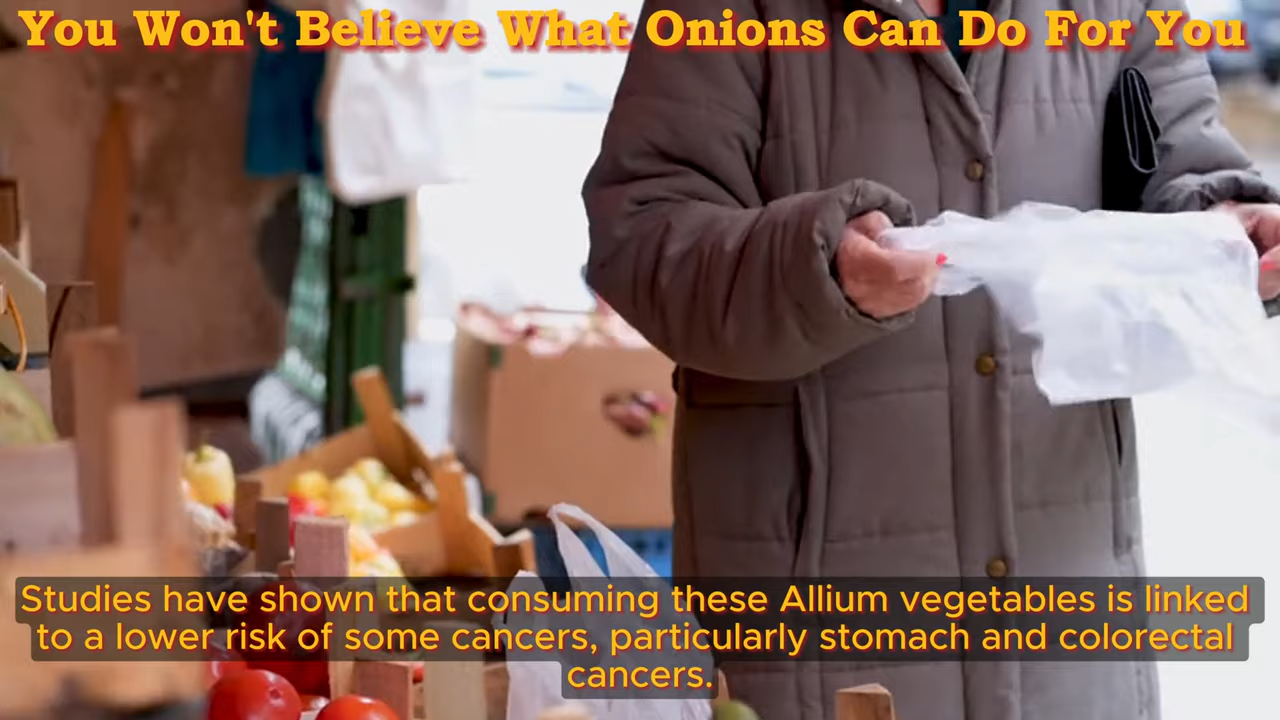 You Won't Believe What Onions Can Do For You
Studies have shown that consuming these Allium vegetables is linked
to a lower risk of some cancers, particularly stomach and colorectal
cancers.